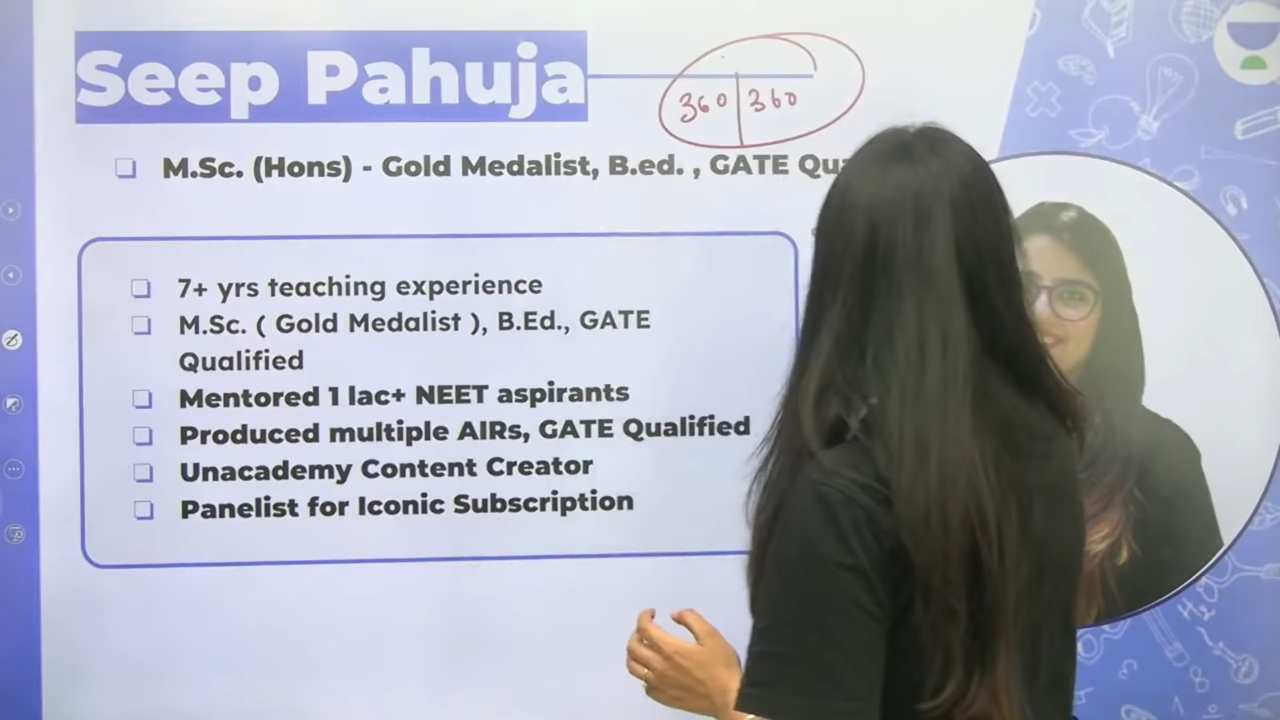 Seep Pahuja
360 | 360
M.Sc. (Hons) - Gold Medalist, B.ed. , GATE
7+ yrs teaching experience
M.Sc. ( Gold Medalist ), B.Ed., GATE
Qualified
Mentored 1 lac+ NEET aspirants
Produced multiple AIRs, GATE Qualified
Unacademy Content Creator
Panelist for Iconic Subscription
H₂O